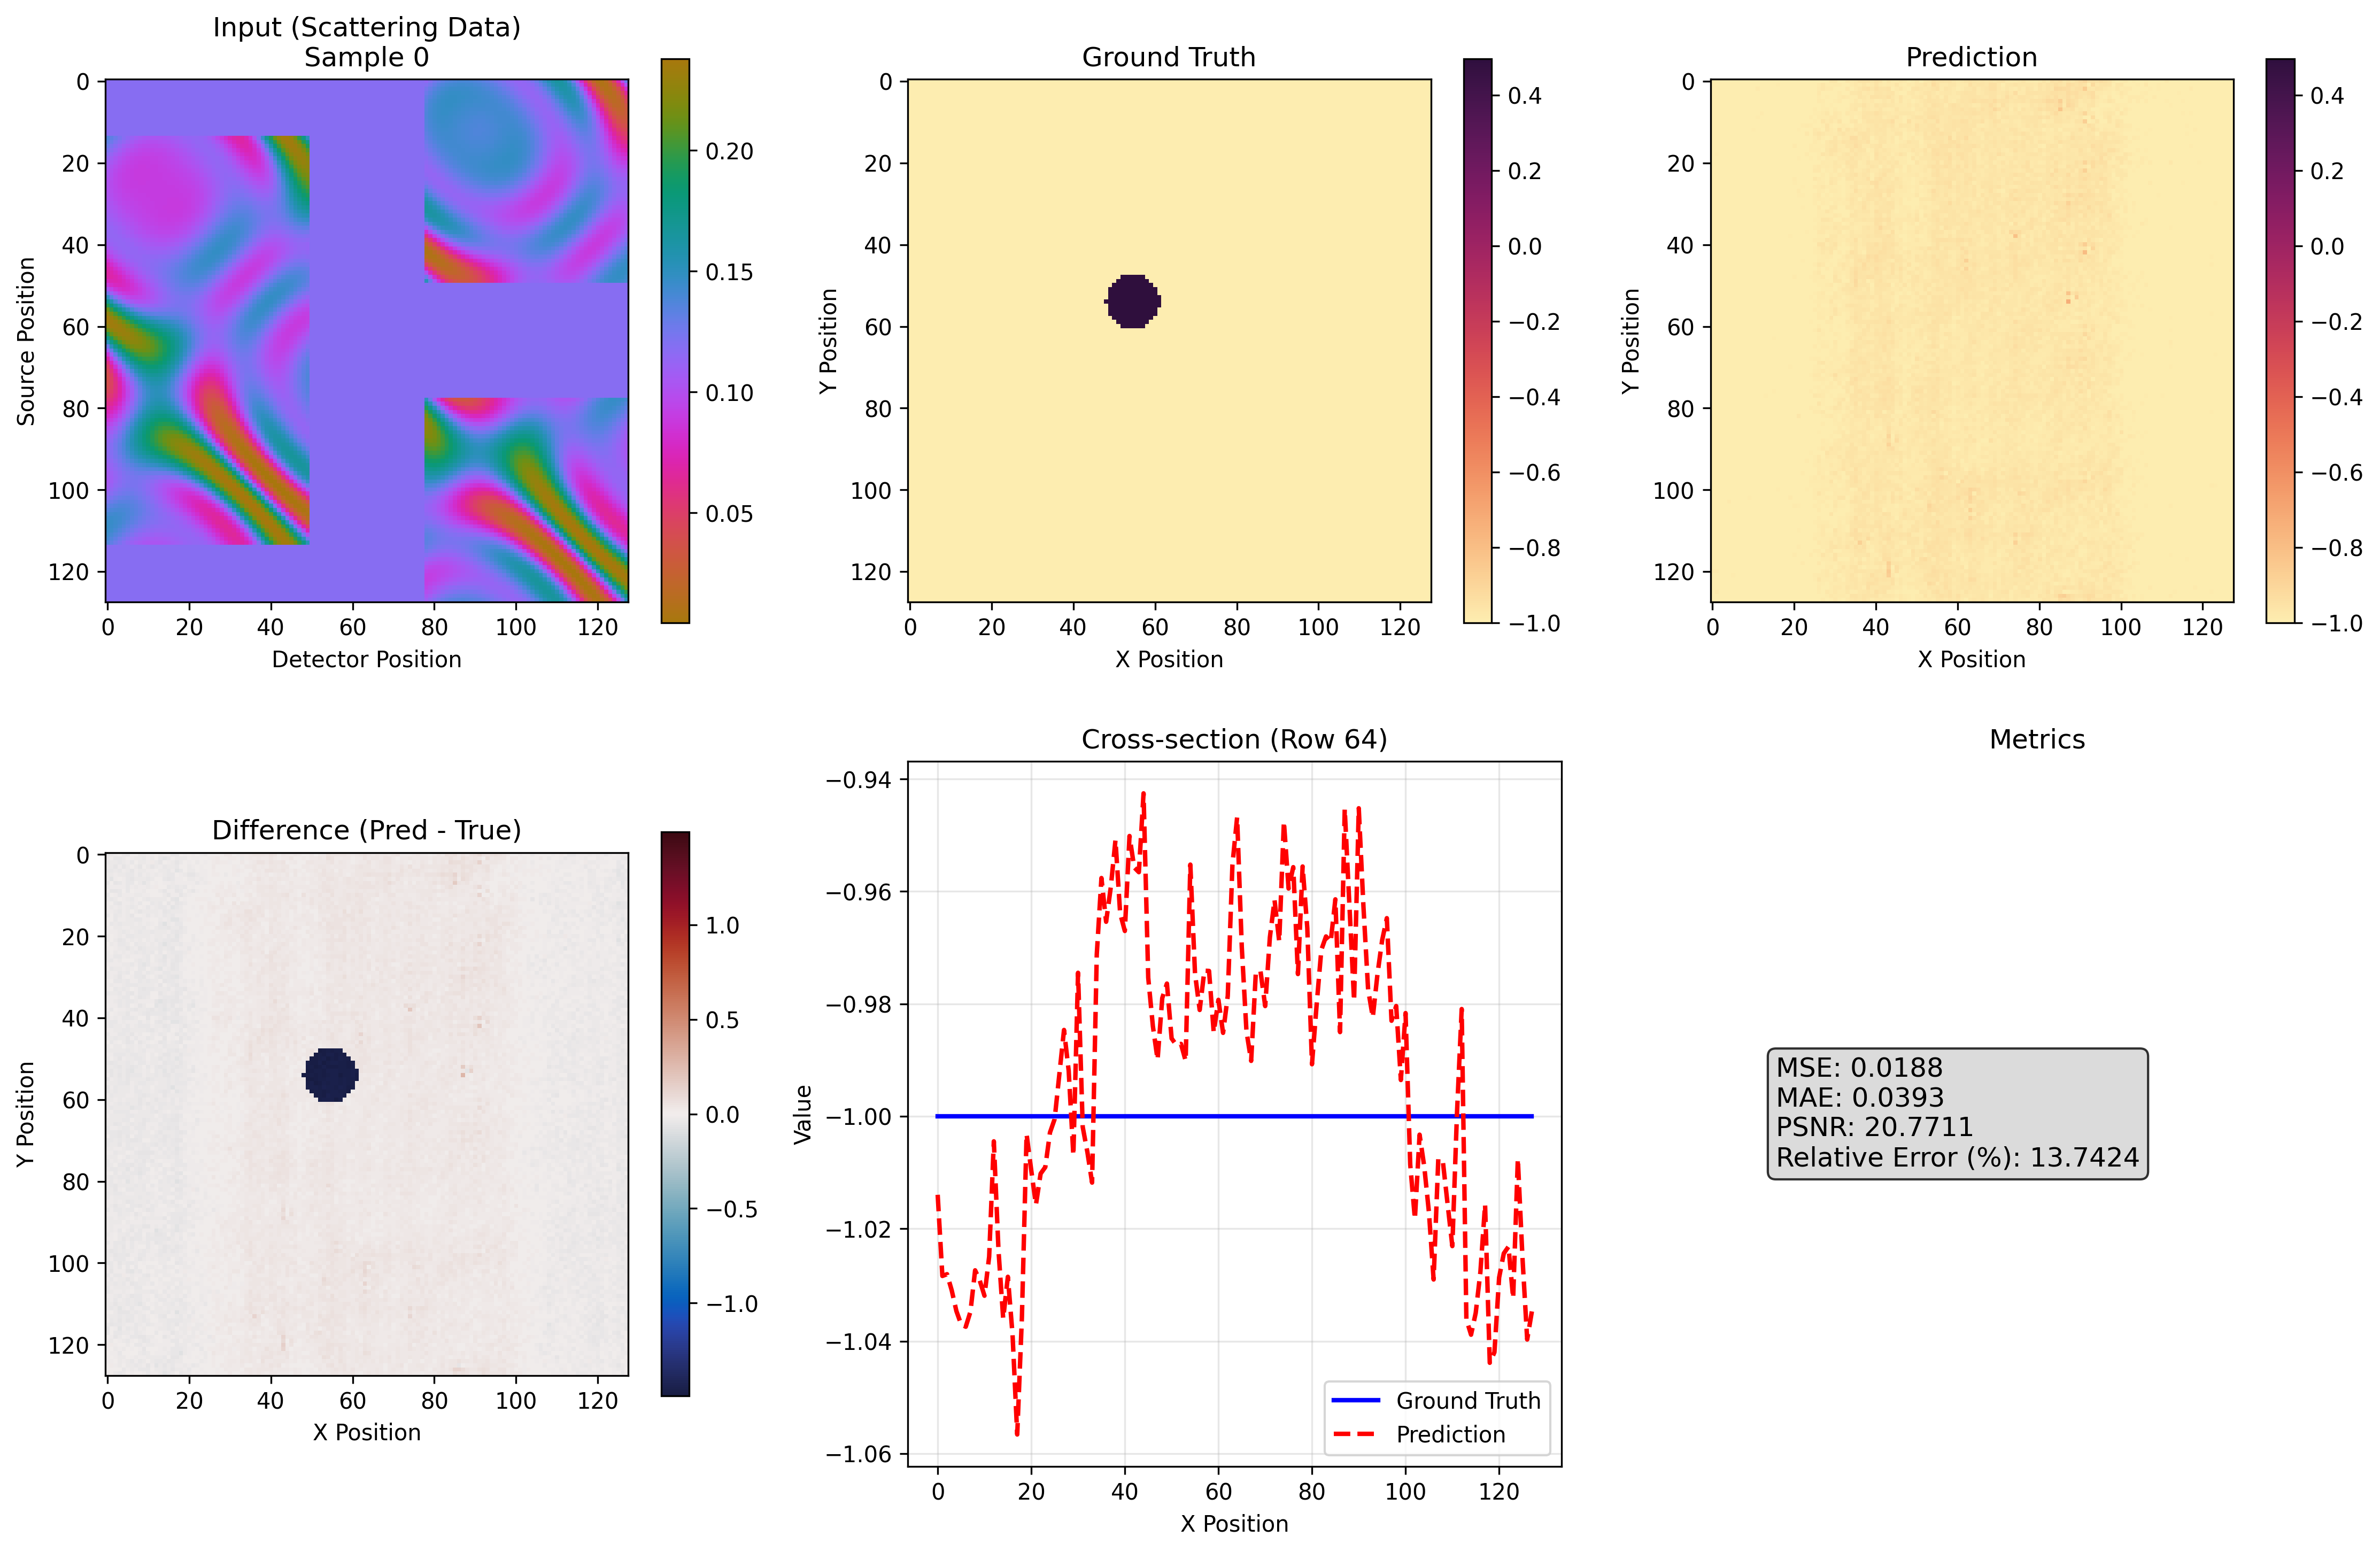 Input (Scattering Data)
Sample 0
0
20
40
60
80
100
120
Source Position
0 20 40 60 80 100 120
Detector Position
0.20
0.15
0.10
0.05
Ground Truth
0
20
40
60
80
100
120
Y Position
0 20 40 60 80 100 120
X Position
0.4
0.2
0.0
−0.2
−0.4
−0.6
−0.8
−1.0
Prediction
0
20
40
60
80
100
120
Y Position
0 20 40 60 80 100 120
X Position
0.4
0.2
0.0
−0.2
−0.4
−0.6
−0.8
−1.0
Difference (Pred - True)
0
20
40
60
80
100
120
Y Position
0 20 40 60 80 100 120
X Position
1.0
0.5
0.0
−0.5
−1.0
Cross-section (Row 64)
−0.94
−0.96
−0.98
−1.00
−1.02
−1.04
−1.06
Value
0 20 40 60 80 100 120
X Position
Ground Truth
Prediction
Metrics
MSE: 0.0188
MAE: 0.0393
PSNR: 20.7711
Relative Error (%): 13.7424